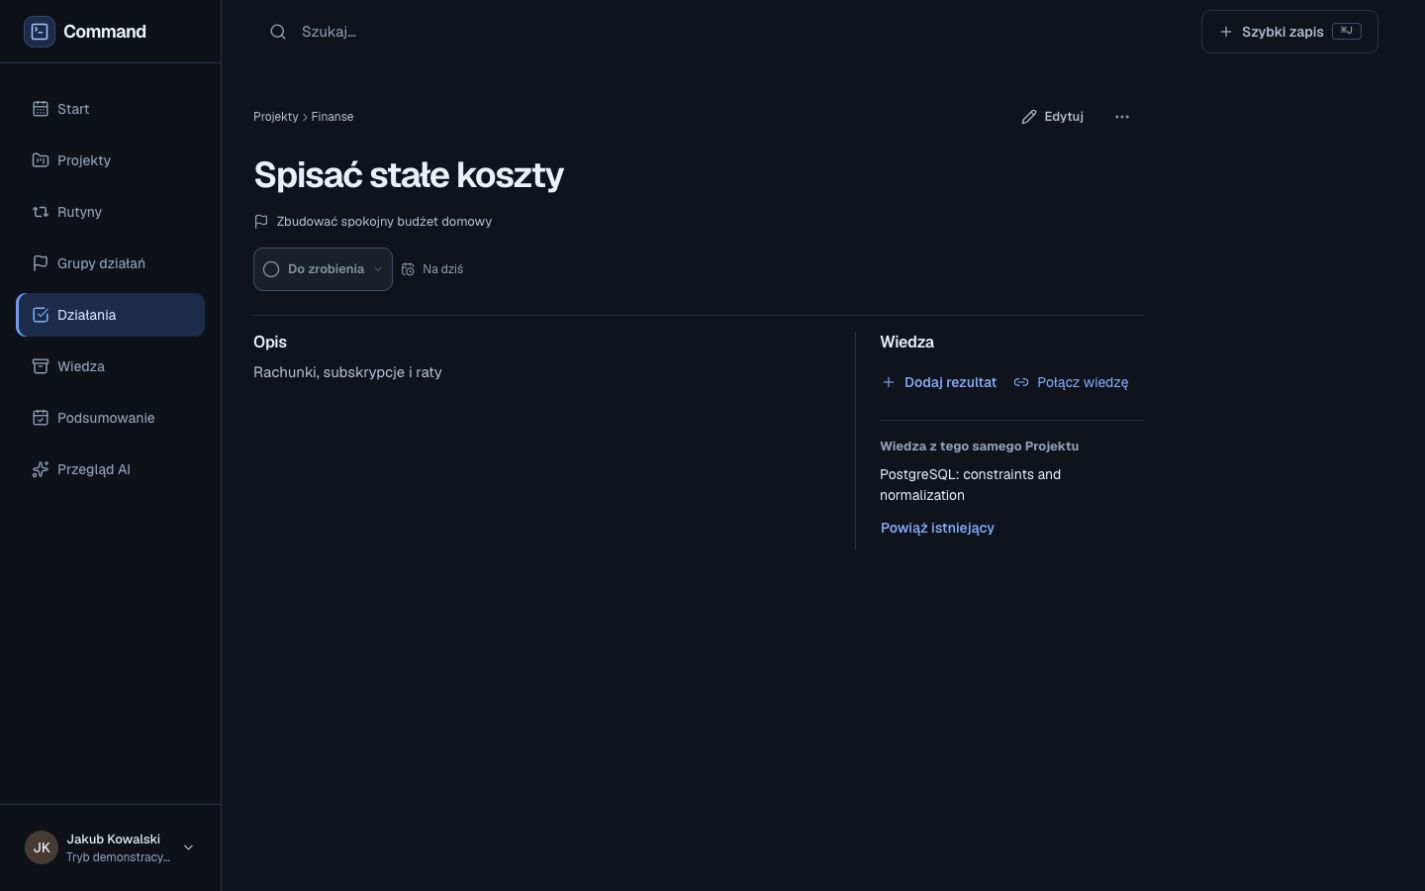 Command
Szukaj...
Szybki zapis ⌘J
Start
Projekty
Rutyny
Grupy działań
Działania
Wiedza
Podsumowanie
Przegląd AI
Projekty > Finanse
Edytuj
Spisać stałe koszty
Zbudować spokojny budżet domowy
Do zrobienia
Na dziś
Opis
Rachunki, subskrypcje i raty
Wiedza
Dodaj rezultat
Połącz wiedzę
Wiedza z tego samego Projektu
PostgreSQL: constraints and
normalization
Powiąż istniejący
JK
Jakub Kowalski
Tryb demonstracy...